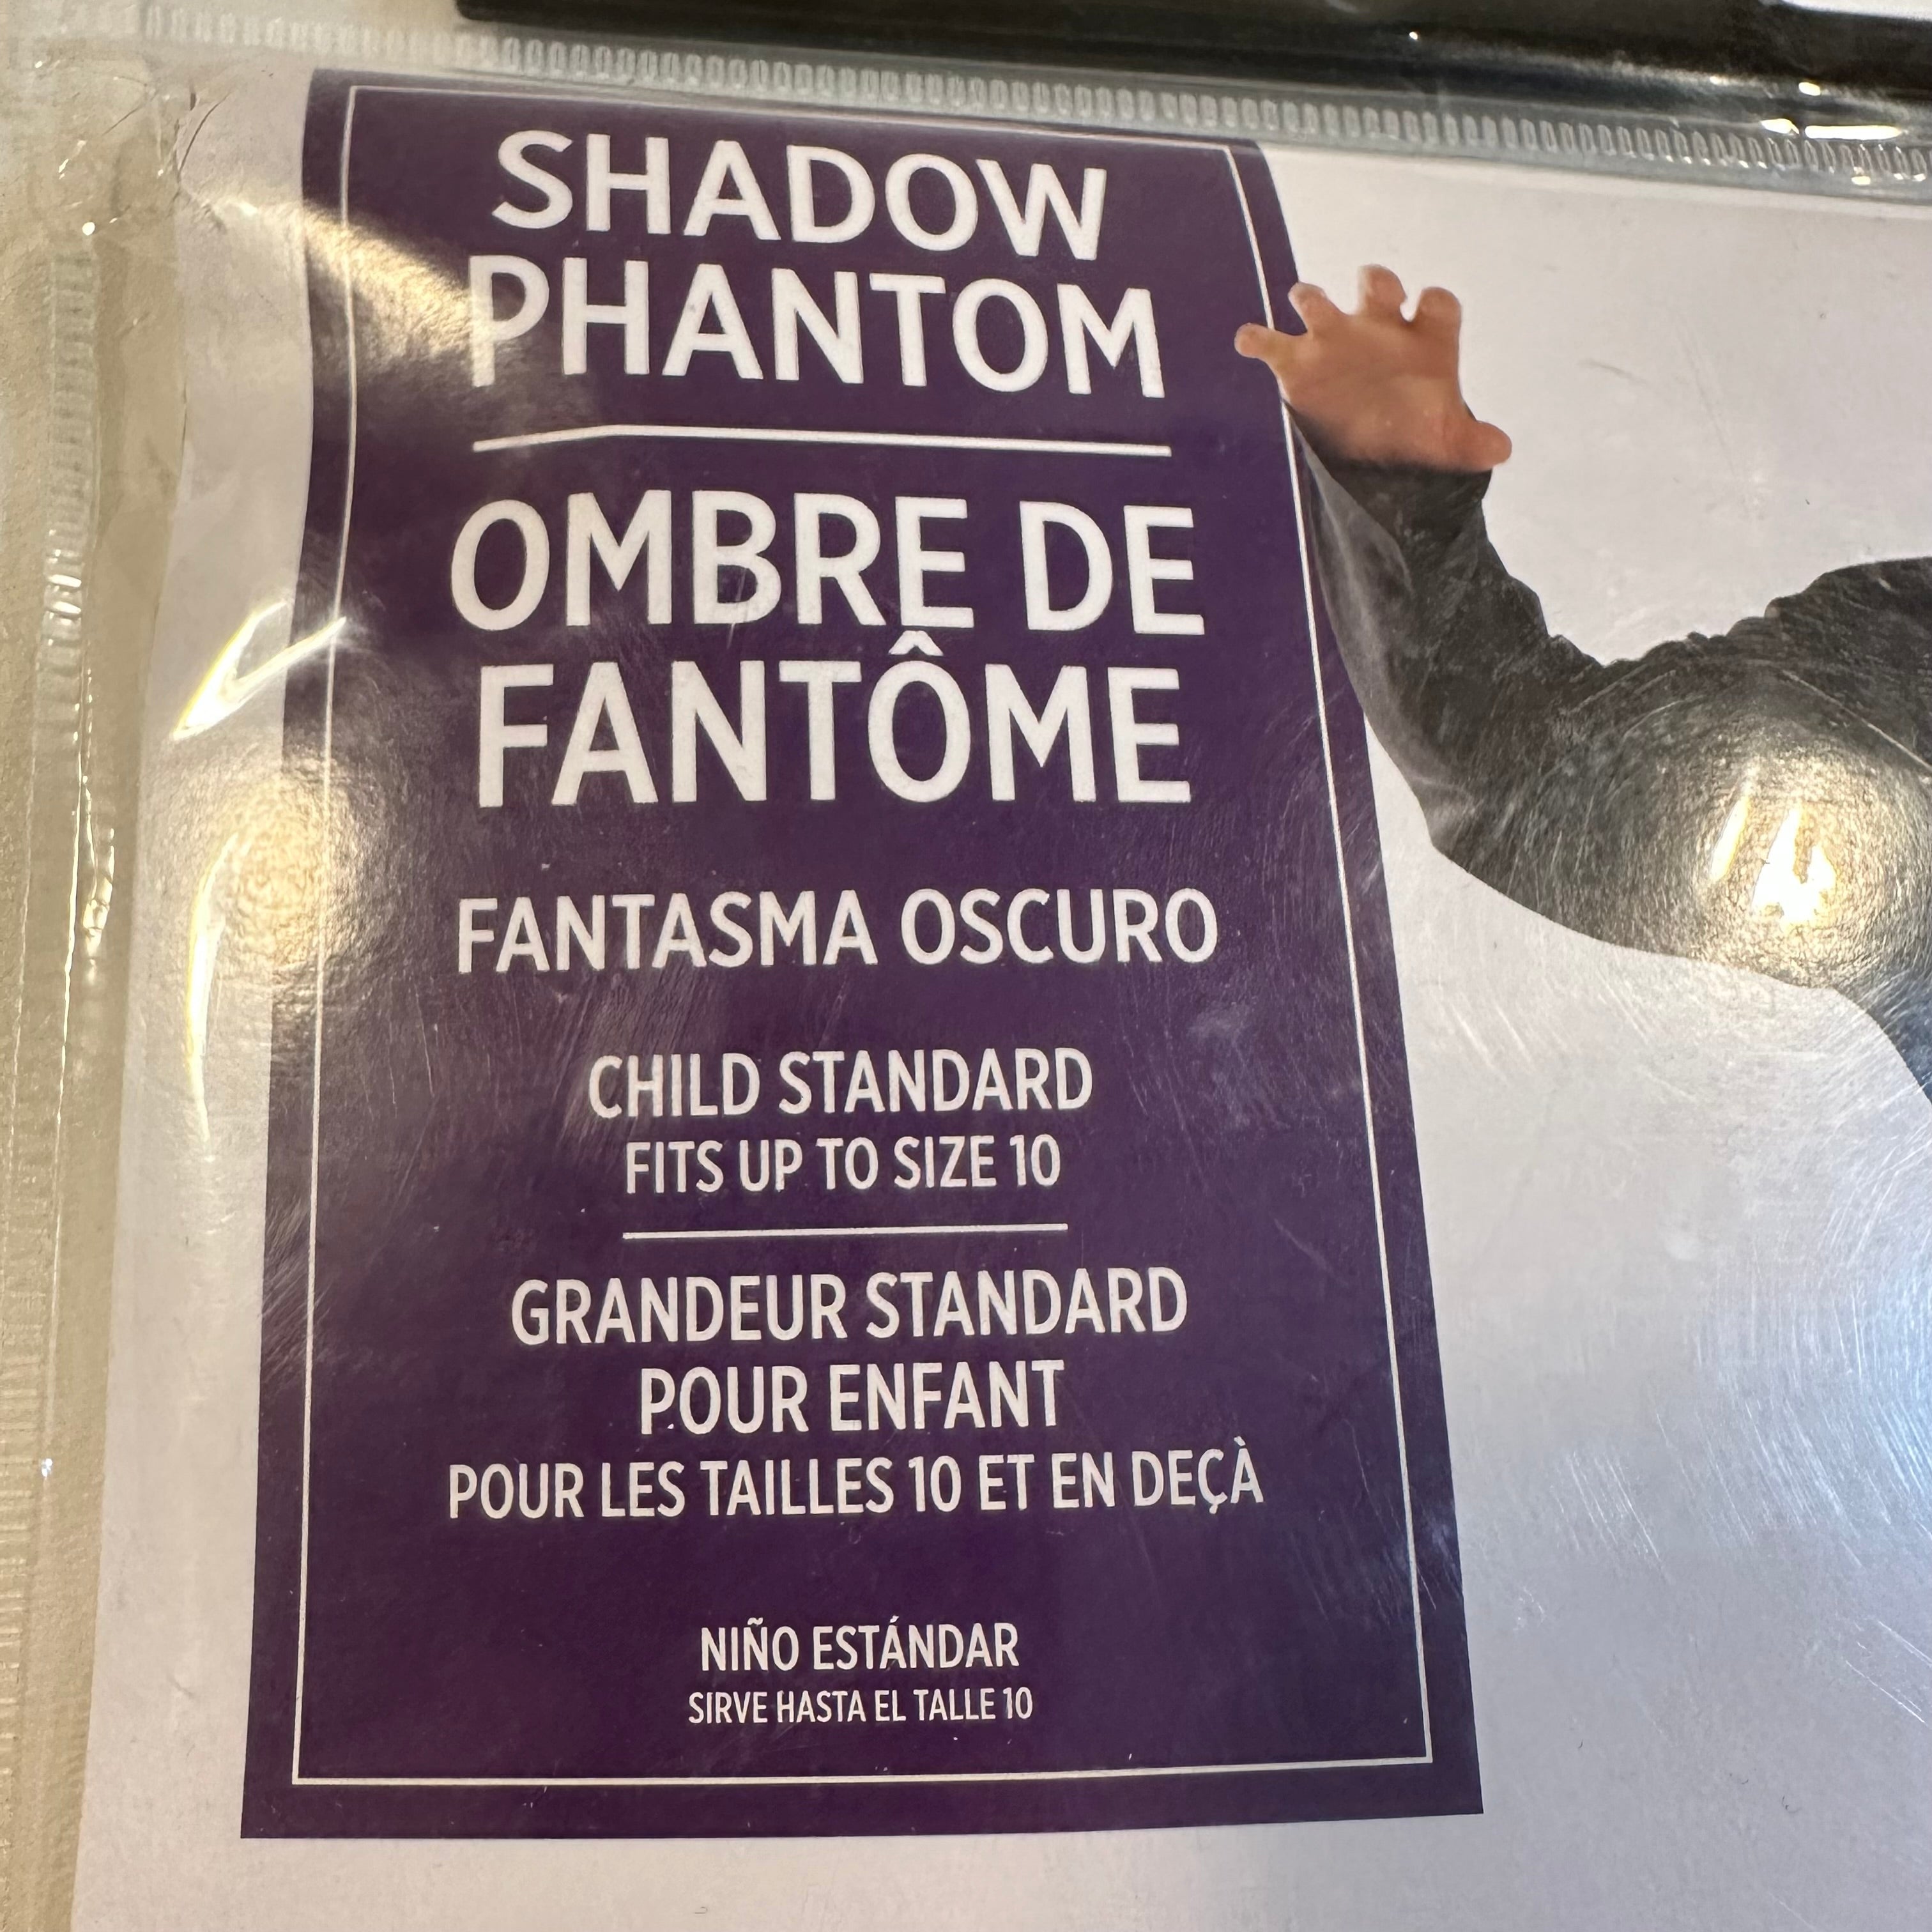 SHADOW
PHANTOM
OMBRE DE
FANTÔME
FANTASMA OSCURO
CHILD STANDARD
FITS UP TO SIZE 10
GRANDEUR STANDARD
POUR ENFANT
POUR LES TAILLES 10 ET EN DEÇÀ
NIÑO ESTÁNDAR
SIRVE HASTA EL TALLE 10